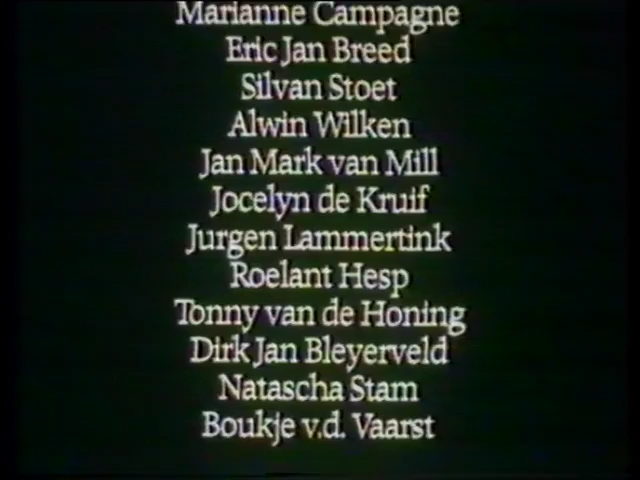 Marianne Campagne
Eric Jan Breed
Silvan Stoet
Alwin Wilken
Jan Mark van Mill
Jocelyn de Kruif
Jurgen Lammertink
Roelant Hesp
Tonny van de Honing
Dirk Jan Bleyerveld
Natascha Stam
Boukje v.d. Vaarst